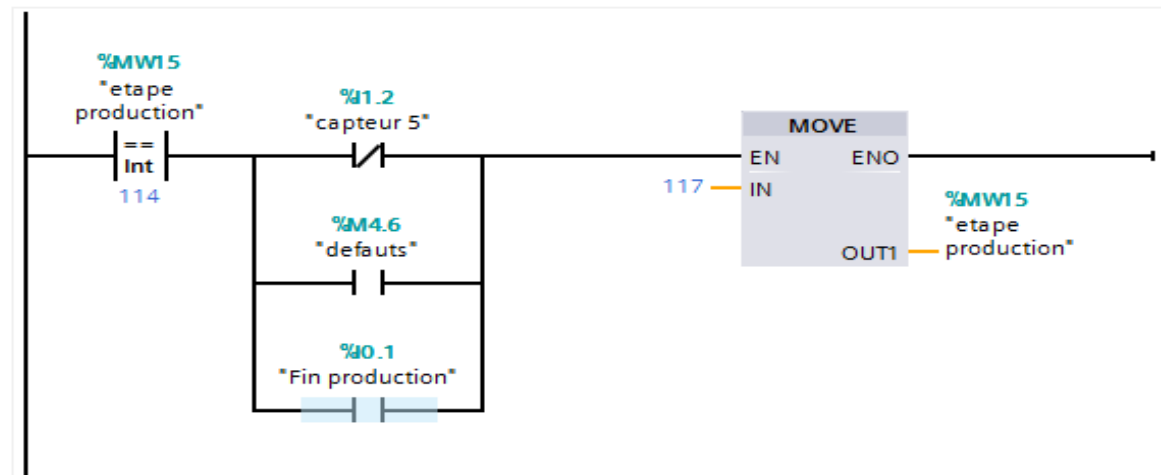 %MW15
"etape
production"
==
Int
114
%I1.2
"capteur 5"
%M4.6
"defauts"
%I0.1
"Fin production"
MOVE
EN ENO
117 IN
OUT1
%MW15
"etape
production"